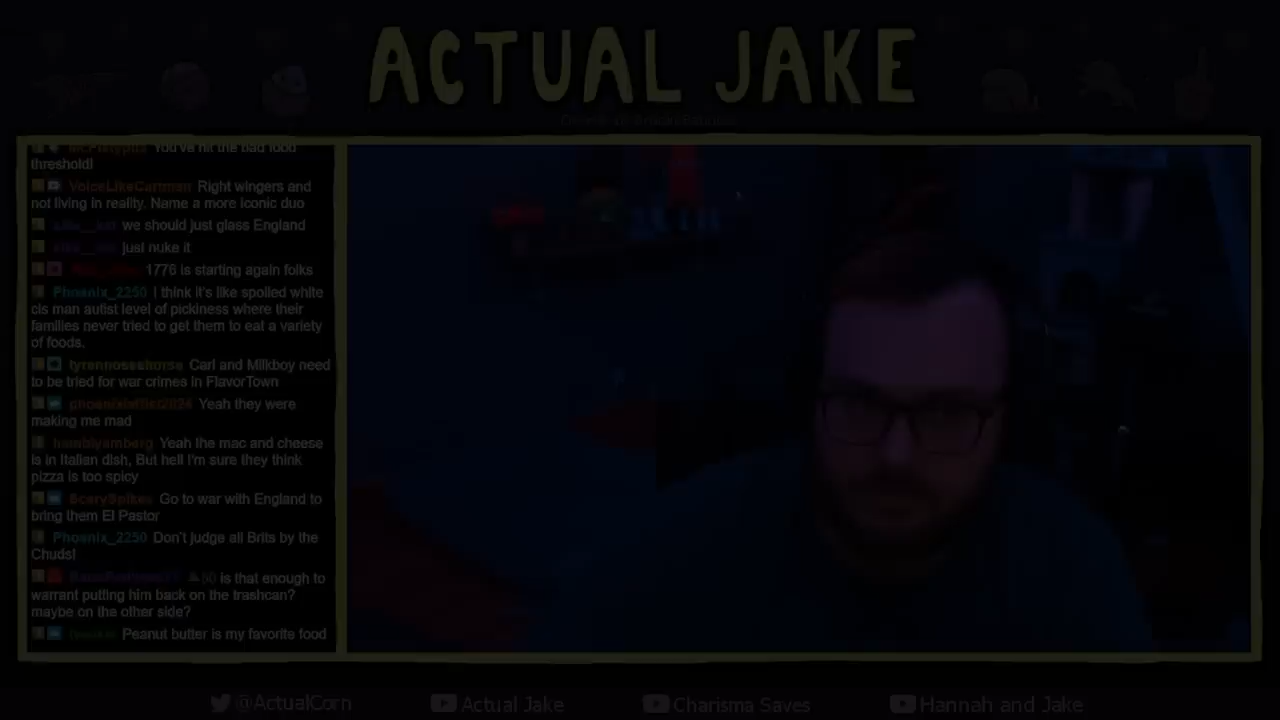 ACTUAL JAKE
You've hit the bad food
threshold!
VoiceLikeCartman Right wingers and
not living in reality. Name a more iconic duo
we should just glass England
just nuke it
1776 is starting again folks
Phoenix_2250 I think it's like spoiled white
cis man autist level of pickiness where their
families never tried to get them to eat a variety
of foods.
Carl and Milkboy need
to be tried for war crimes in FlavorTown
Yeah they were
making me mad
Yeah the mac and cheese
is in Italian dish, But hell I'm sure they think
pizza is too spicy
ScarySpikes Go to war with England to
bring them El Pastor
Phoenix_2250 Don't judge all Brits by the
Chuds!
50 is that enough to
warrant putting him back on the trashcan?
maybe on the other side?
Peanut butter is my favorite food
@ActualCorn
Actual Jake
Charisma Saves
Hannah and Jake